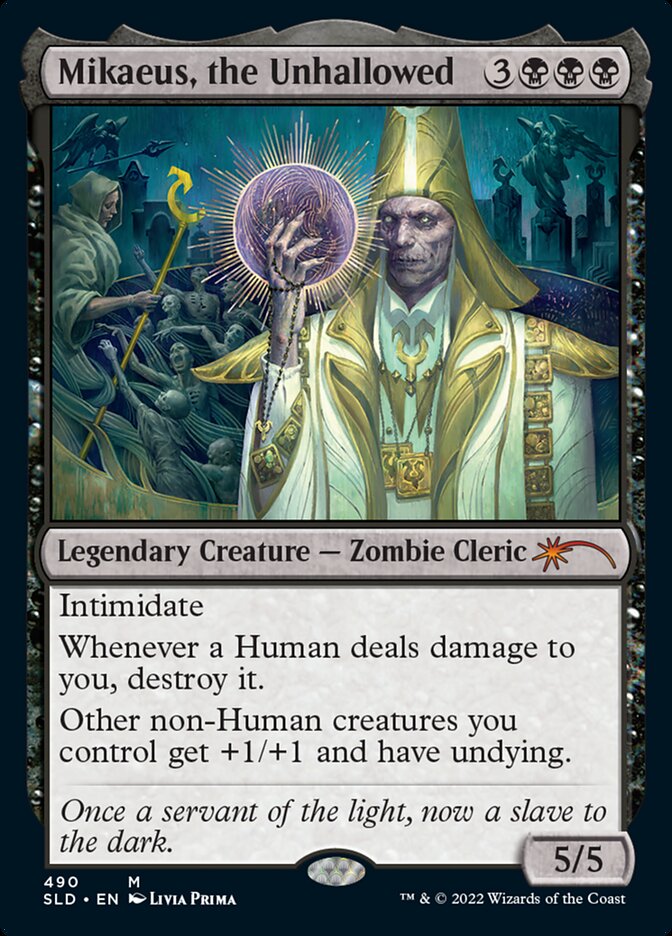 Mikaeus, the Unhallowed 3
Legendary Creature — Zombie Cleric
Intimidate
Whenever a Human deals damage to
you, destroy it.
Other non-Human creatures you
control get +1/+1 and have undying.
Once a servant of the light, now a slave to
the dark.
5/5
490 M
SLD • EN Livia Prima
™ & © 2022 Wizards of the Coast